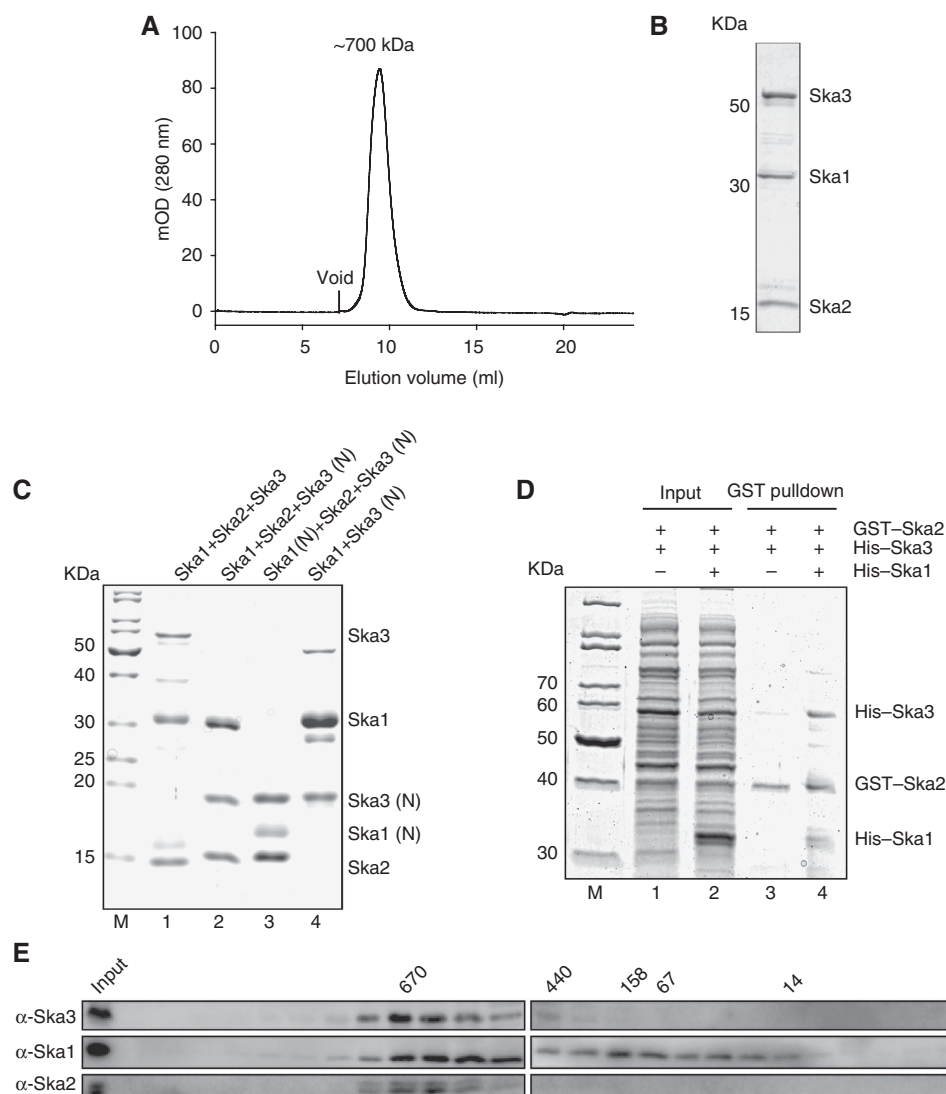 A
~700 kDa
100
80
60
40
20
0
mOD (280 nm)
Void
0 5 10 15 20
Elution volume (ml)
B
KDa
50
30
15
Ska3
Ska1
Ska2
C
Ska1+Ska2+Ska3
Ska1+Ska2+Ska3 (N)
Ska1(N)+Ska2+Ska3 (N)
Ska1+Ska3 (N)
KDa
50
40
30
25
20
15
Ska3
Ska1
Ska3 (N)
Ska1 (N)
Ska2
M 1 2 3 4
D
Input GST pulldown
+ + + + GST–Ska2
+ + + + His–Ska3
– + – + His–Ska1
KDa
70
60
50
40
30
His–Ska3
GST–Ska2
His–Ska1
M 1 2 3 4
E
Input 670 440 158 67 14
α-Ska3
α-Ska1
α-Ska2